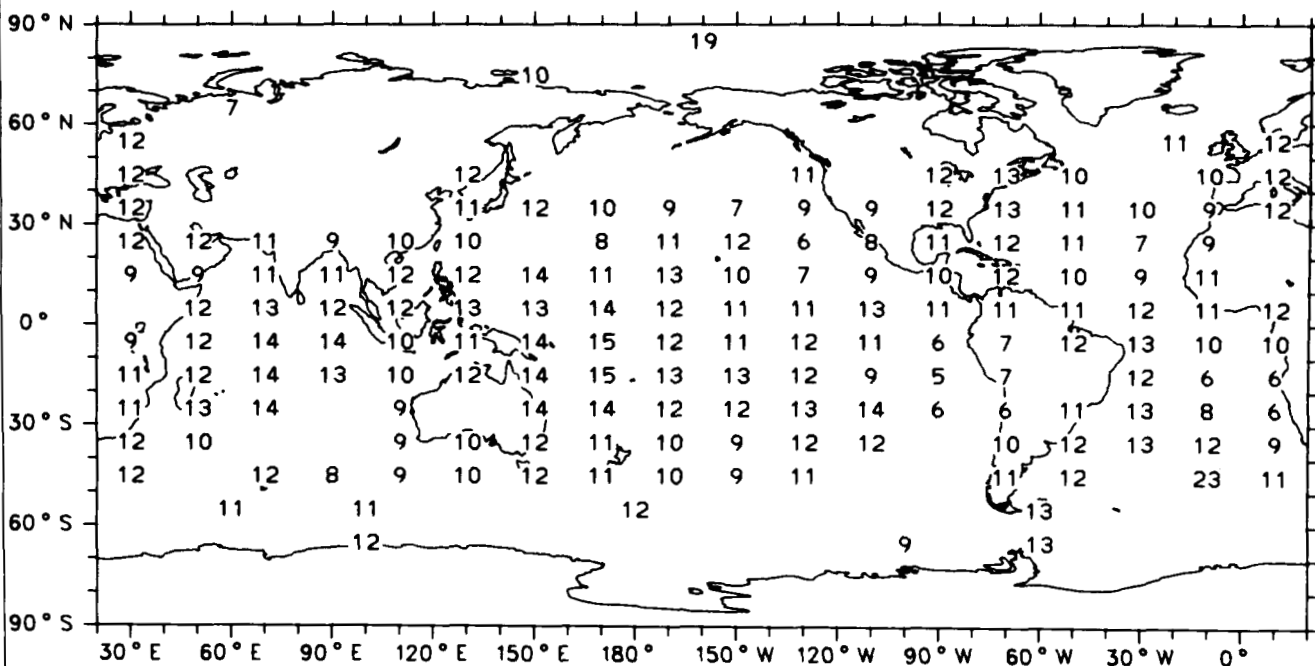 90° N
19
10
7
60° N
12 11 12
12 12 11 12 13 10 10 12
12 11 12 10 9 7 9 9 12 13 11 10 9 12
30° N
12 12 11 9 10 10 8 11 12 6 8 11 12 11 7 9
9 9 11 11 12 12 14 11 13 10 7 9 10 12 10 9 11
12 13 12 12 13 13 14 12 11 11 13 11 11 11 12 11 12
0°
9 12 14 14 10 11 14 15 12 11 12 11 6 7 12 13 10 10
11 12 14 13 10 12 14 15 13 13 12 9 5 7 12 6 6
11 13 14 9 14 14 12 12 13 14 6 6 11 13 8 6
30° S
12 10 9 10 12 11 10 9 12 12 10 12 13 12 9
12 12 8 9 10 12 11 10 9 11 11 12 23 11
11 11 12 13
60° S
12 9 13
90° S
30° E 60° E 90° E 120° E 150° E 180° 150° W 120° W 90° W 60° W 30° W 0°